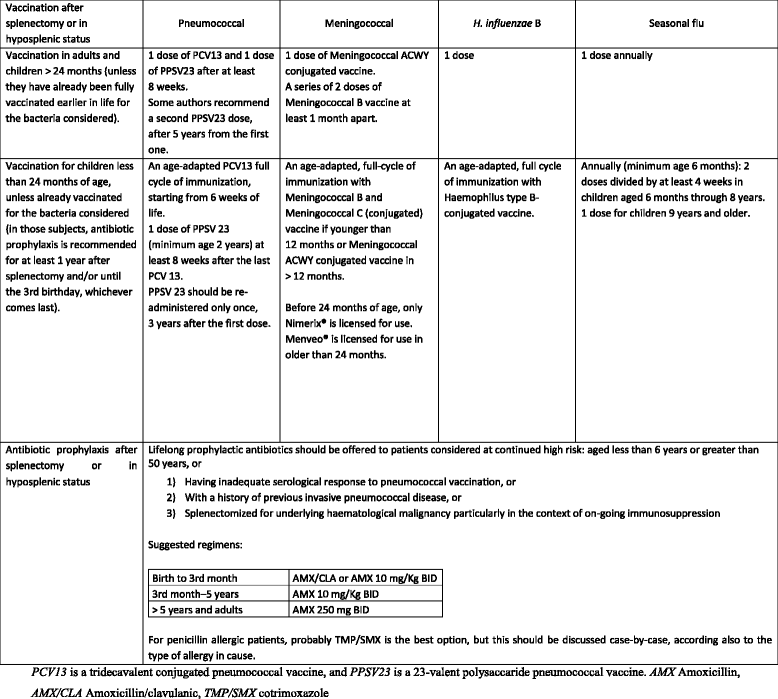 Vaccination after
splenectomy or in
hyposplenic status
Pneumococcal
Meningococcal
H. influenzae B
Seasonal flu
Vaccination in adults and
children > 24 months (unless
they have already been fully
vaccinated earlier in life for
the bacteria considered).
1 dose of PCV13 and 1 dose
of PPSV23 after at least
8 weeks.
Some authors recommend
a second PPSV23 dose,
after 5 years from the first
one.
1 dose of Meningococcal ACWY
conjugated vaccine.
A series of 2 doses of
Meningococcal B vaccine at
least 1 month apart.
1 dose
1 dose annually
Vaccination for children less
than 24 months of age,
unless already vaccinated
for the bacteria considered
(in those subjects, antibiotic
prophylaxis is recommended
for at least 1 year after
splenectomy and/or until
the 3rd birthday, whichever
comes last).
An age-adapted PCV13 full
cycle of immunization,
starting from 6 weeks of
life.
1 dose of PPSV 23
(minimum age 2 years) at
least 8 weeks after the last
PCV 13.
PPSV 23 should be re-
administered only once,
3 years after the first dose.
An age-adapted, full-cycle of
immunization with
Meningococcal B and
Meningococcal C (conjugated)
vaccine if younger than
12 months or Meningococcal
ACWY conjugated vaccine in
> 12 months.
Before 24 months of age, only
Nimerix® is licensed for use.
Menveo® is licensed for use in
older than 24 months.
An age-adapted, full cycle
of immunization with
Haemophilus type B-
conjugated vaccine.
Annually (minimum age 6 months): 2
doses divided by at least 4 weeks in
children aged 6 months through 8 years.
1 dose for children 9 years and older.
Antibiotic prophylaxis after
splenectomy or in
hyposplenic status
Lifelong prophylactic antibiotics should be offered to patients considered at continued high risk: aged less than 6 years or greater than
50 years, or
1) Having inadequate serological response to pneumococcal vaccination, or
2) With a history of previous invasive pneumococcal disease, or
3) Splenectomized for underlying haematological malignancy particularly in the context of on-going immunosuppression
Suggested regimens:
Birth to 3rd month AMX/CLA or AMX 10 mg/Kg BID
3rd month–5 years AMX 10 mg/Kg BID
> 5 years and adults AMX 250 mg BID
For penicillin allergic patients, probably TMP/SMX is the best option, but this should be discussed case-by-case, according also to the
type of allergy in cause.
PCV13 is a tridecavalent conjugated pneumococcal vaccine, and PPSV23 is a 23-valent polysaccaride pneumococcal vaccine. AMX Amoxicillin,
AMX/CLA Amoxicillin/clavulanic, TMP/SMX cotrimoxazole